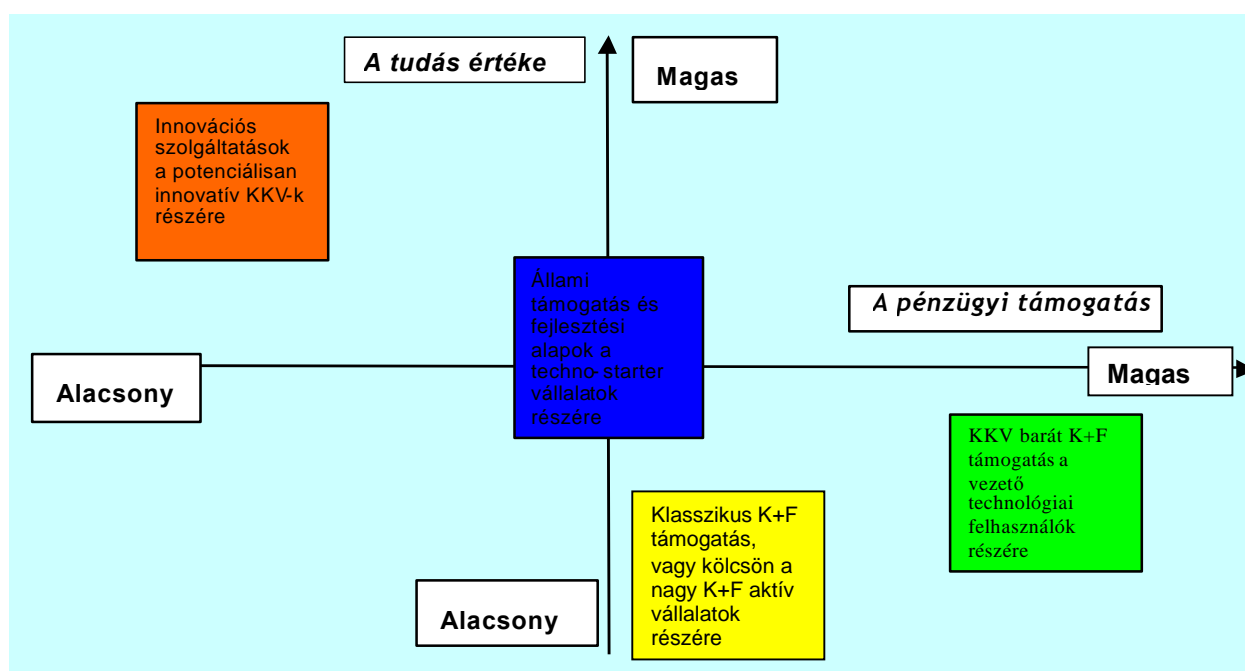 A tudás értéke
Magas
Innovációs
szolgáltatások
a potenciálisan
innovatív KKV-k
részére
Állami
támogatás és
fejlesztési
alapok a
techno-starter
vállalatok
részére
A pénzügyi támogatás
Alacsony
Magas
KKV barát K+F
támogatás a
vezető
technológiai
felhasználók
részére
Klasszikus K+F
támogatás,
vagy kölcsön a
nagy K+F aktív
vállalatok
részére
Alacsony